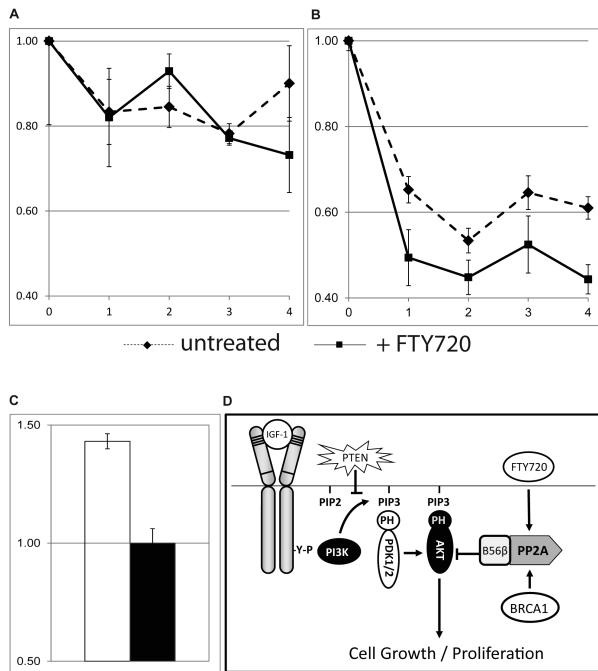 A
1.00
0.80
0.60
0.40
0 1 2 3 4
B
1.00
0.80
0.60
0.40
0 1 2 3 4
untreated
+ FTY720
C
1.50
1.00
0.50
D
IGF-1
PTEN
FTY720
PIP2 PIP3 PIP3
PH PH
-Y-P PI3K PDK1/2 AKT B56β PP2A
BRCA1
Cell Growth / Proliferation